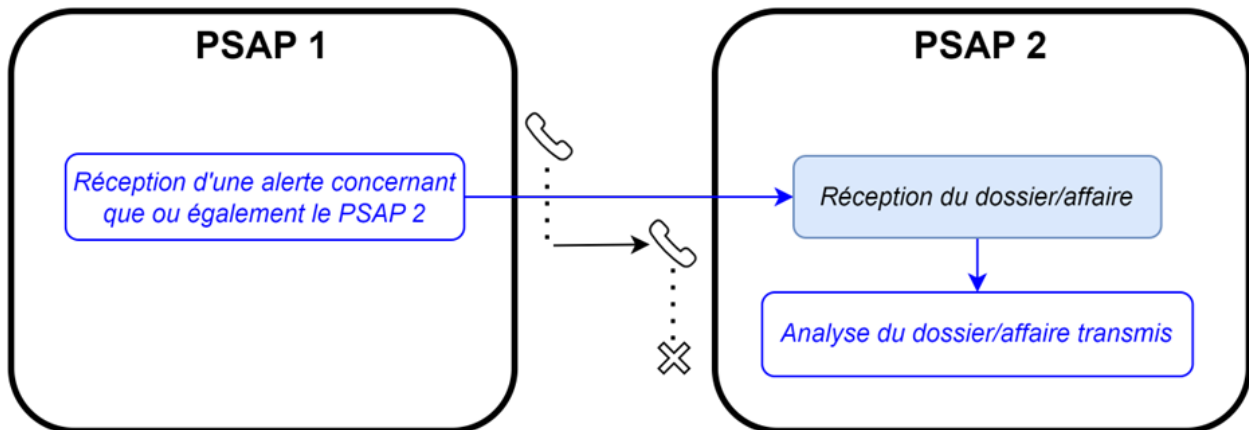 PSAP 1
PSAP 2
Réception d'une alerte concernant
que ou également le PSAP 2
Réception du dossier/affaire
Analyse du dossier/affaire transmis